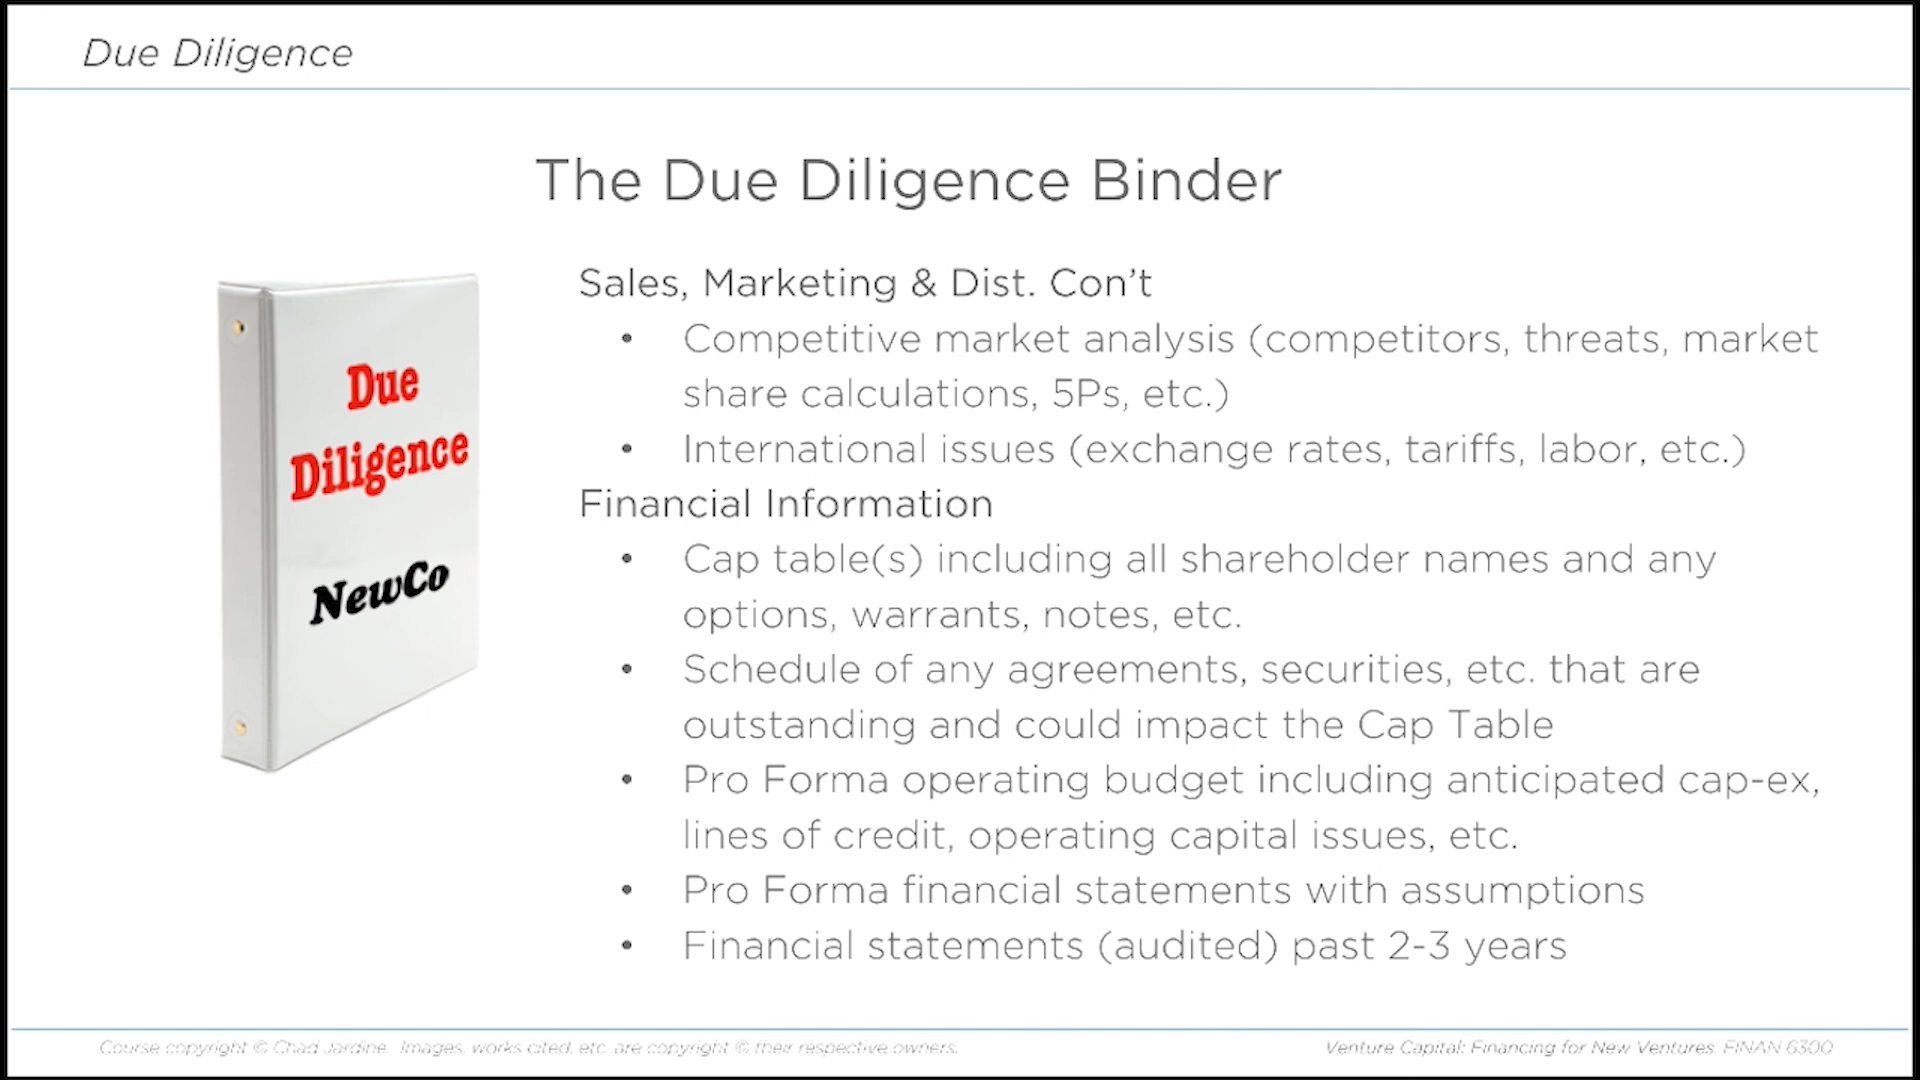 Due Diligence
The Due Diligence Binder
Due
Diligence
NewCo
Sales, Marketing & Dist. Con’t
• Competitive market analysis (competitors, threats, market
share calculations, 5Ps, etc.)
• International issues (exchange rates, tariffs, labor, etc.)
Financial Information
• Cap table(s) including all shareholder names and any
options, warrants, notes, etc.
• Schedule of any agreements, securities, etc. that are
outstanding and could impact the Cap Table
• Pro Forma operating budget including anticipated cap-ex,
lines of credit, operating capital issues, etc.
• Pro Forma financial statements with assumptions
• Financial statements (audited) past 2-3 years
Course copyright © Chad Jardine. Images, works cited, etc. are copyright © their respective owners.
Venture Capital: Financing for New Ventures FINAN 6300